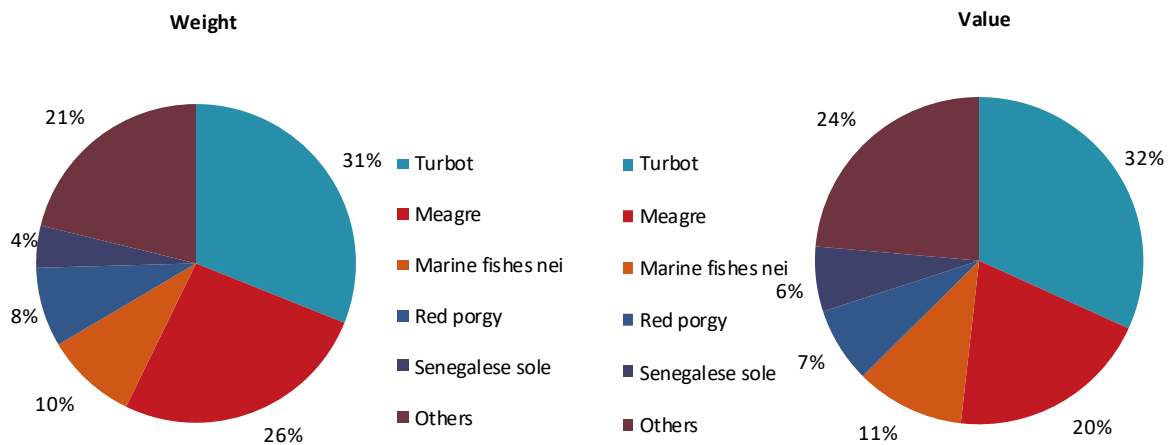 Weight
21%
31%
4%
8%
10%
26%
Turbot
Meagre
Marine fishes nei
Red porgy
Senegalese sole
Others
Value
Turbot
Meagre
Marine fishes nei
Red porgy
Senegalese sole
Others
24%
32%
6%
7%
11%
20%